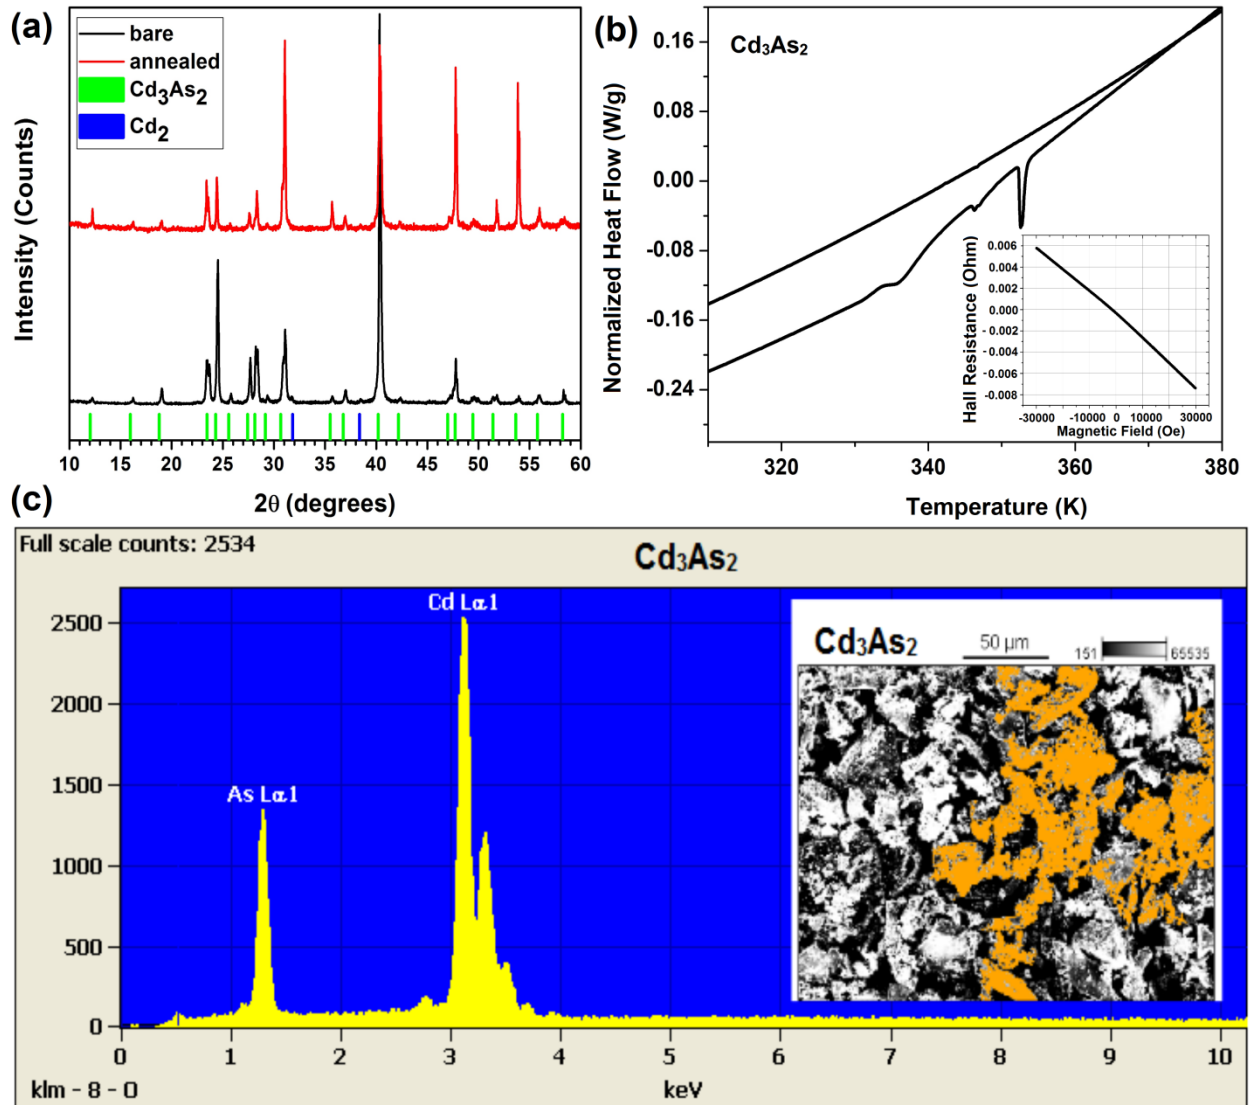 (a)
bare
annealed
Cd₃As₂
Cd₂
Intensity (Counts)
10 15 20 25 30 35 40 45 50 55 60
2θ (degrees)
(b)
Cd₃As₂
Normalized Heat Flow (W/g)
0.16
0.08
0.00
-0.08
-0.16
-0.24
320 340 360 380
Temperature (K)
Hall Resistance (Ohm)
0.006
0.004
0.002
0.000
-0.002
-0.004
-0.006
-0.008
-30000 -10000 0 10000 30000
Magnetic Field (Oe)
(c)
Full scale counts: 2534
Cd₃As₂
2500
2000
1500
1000
500
0
As Lα1
Cd Lα1
Cd₃As₂
50 µm
151 65535
0 1 2 3 4 5 6 7 8 9 10
klm - 8 - O
keV